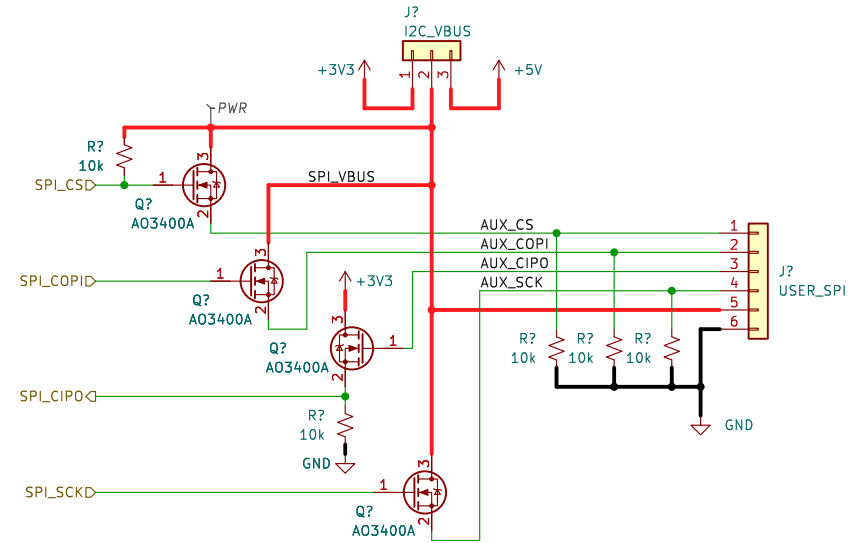 J?
I2C_VBUS
+3V3
+5V
1
2
3
PWR
R?
10k
3
SPI_CS
1
SPI_VBUS
Q?
2
AO3400A
AUX_CS
1
AUX_COPI
2
3
AUX_CIPO
3
J?
SPI_COPI
1
+3V3
AUX_SCK
4
USER_SPI
Q?
2
5
AO3400A
3
6
Q?
1
R?
R?
R?
AO3400A
10k
10k
10k
2
SPI_CIPO
R?
10k
GND
GND
3
SPI_SCK
1
Q?
2
AO3400A